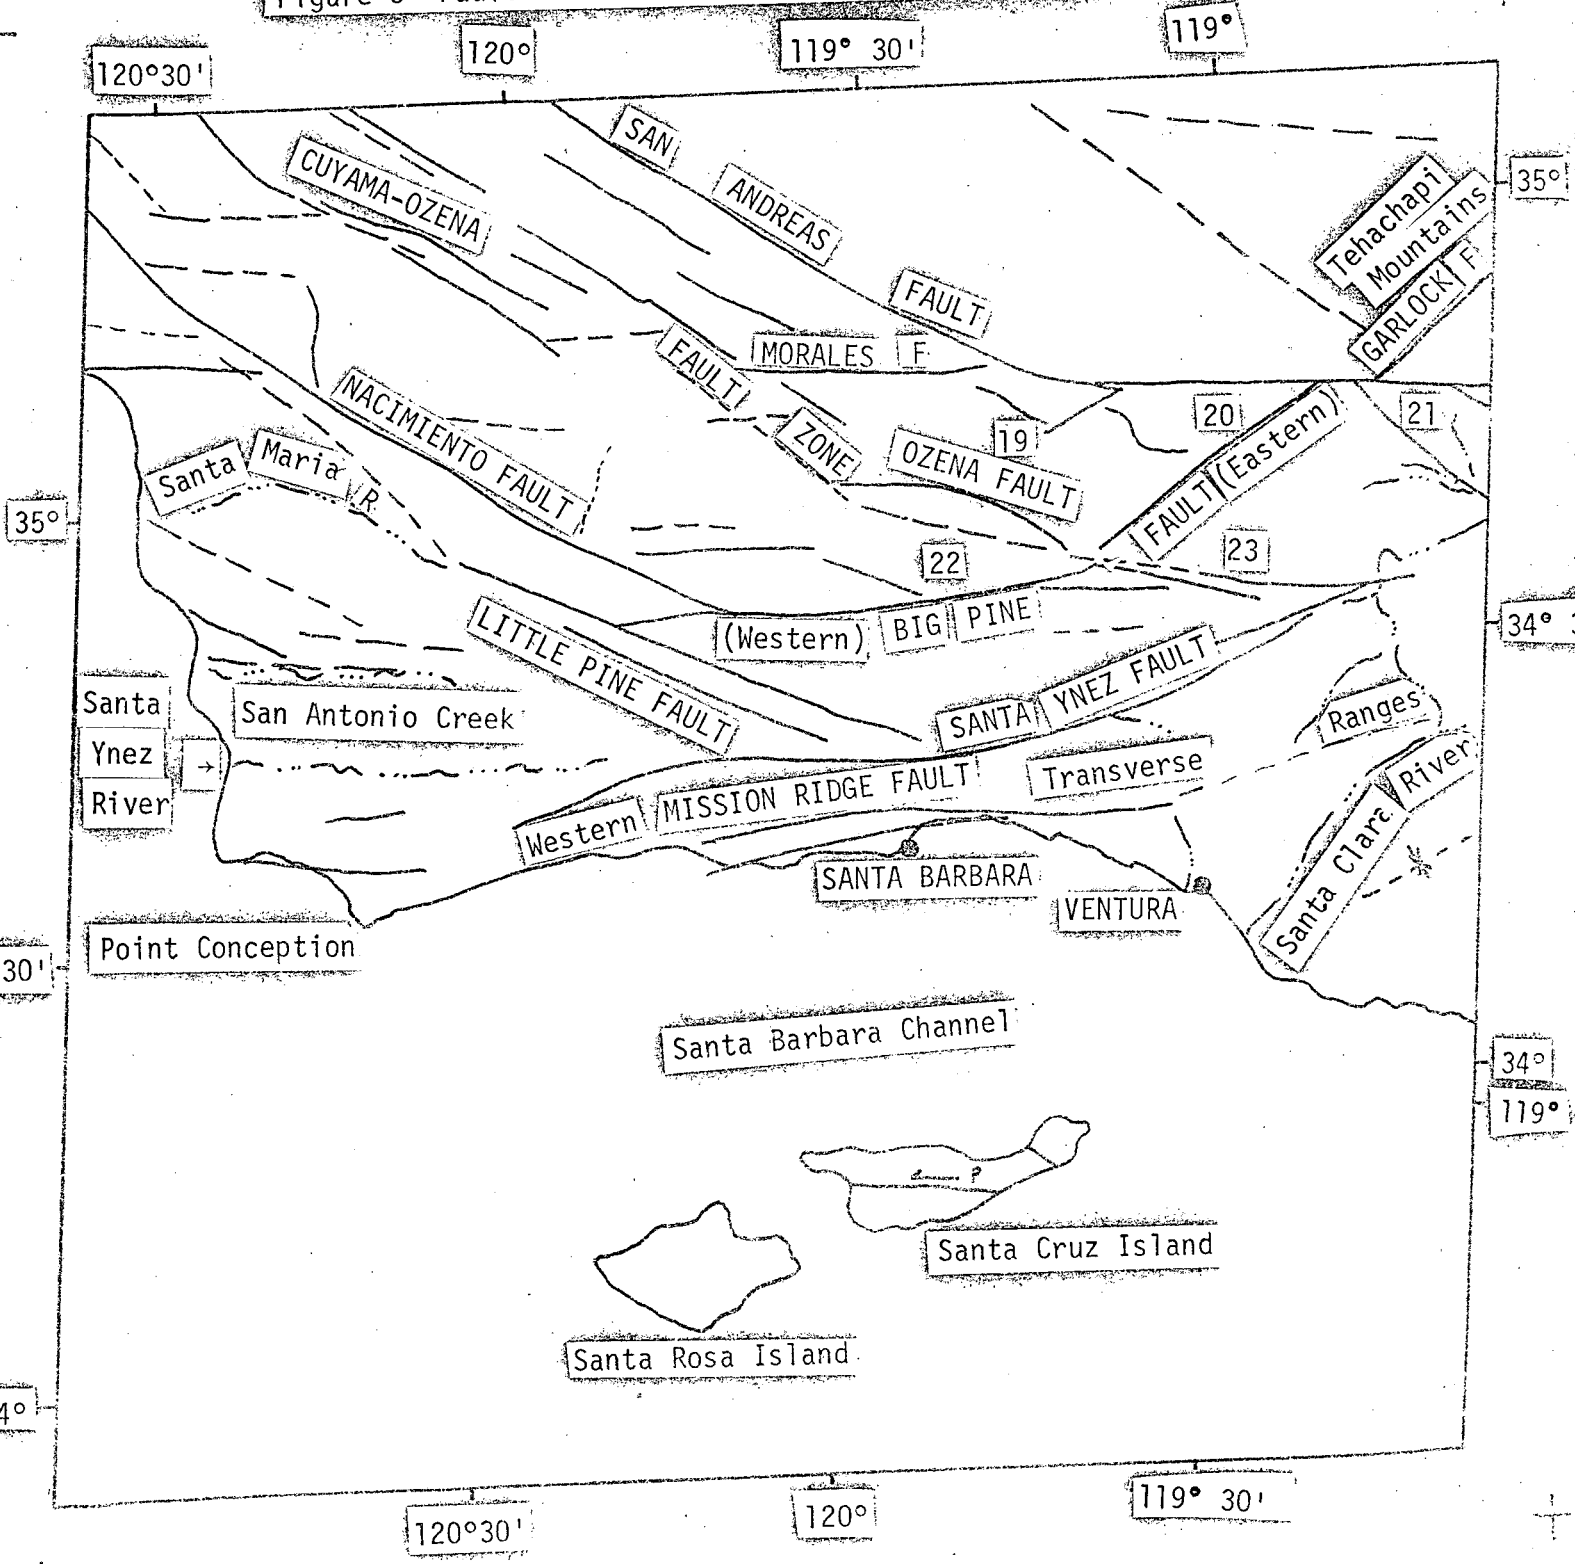 120°30'
120°
119° 30'
119°
35°
SAN
ANDREAS
FAULT
CUYAMA-OZENA
FAULT
ZONE
Tehachapi
Mountains
GARLOCK F
MORALES F
NACIMIENTO FAULT
19
20
21
OZENA FAULT
FAULT (Eastern)
Santa Maria R
35°
22
23
(Western) BIG PINE
34°
LITTLE PINE FAULT
SANTA YNEZ FAULT
Santa
Ynez
River
→
San Antonio Creek
Ranges
Transverse
Western MISSION RIDGE FAULT
Santa Clara River
SANTA BARBARA
VENTURA
Point Conception
30'
Santa Barbara Channel
34°
119°
?
Santa Cruz Island
Santa Rosa Island
4°
120°30'
120°
119° 30'